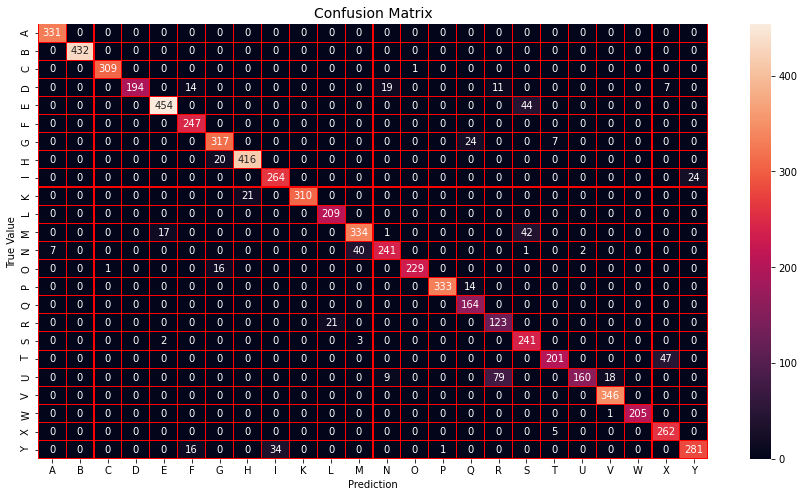 Confusion Matrix
A 331 0 0 0 0 0 0 0 0 0 0 0 0 0 0 0 0 0 0 0 0 0 0 0
B 0 432 0 0 0 0 0 0 0 0 0 0 0 0 0 0 0 0 0 0 0 0 0 0
C 0 0 309 0 0 0 0 0 0 0 0 0 0 1 0 0 0 0 0 0 0 0 0 0
D 0 0 0 194 0 14 0 0 0 0 0 0 19 0 0 0 11 0 0 0 0 0 7 0
E 0 0 0 0 454 0 0 0 0 0 0 0 0 0 0 0 0 44 0 0 0 0 0 0
F 0 0 0 0 0 247 0 0 0 0 0 0 0 0 0 0 0 0 0 0 0 0 0 0
G 0 0 0 0 0 0 317 0 0 0 0 0 0 0 0 24 0 0 7 0 0 0 0 0
H 0 0 0 0 0 0 20 416 0 0 0 0 0 0 0 0 0 0 0 0 0 0 0 0
I 0 0 0 0 0 0 0 0 264 0 0 0 0 0 0 0 0 0 0 0 0 0 0 24
K 0 0 0 0 0 0 0 21 0 310 0 0 0 0 0 0 0 0 0 0 0 0 0 0
L 0 0 0 0 0 0 0 0 0 0 209 0 0 0 0 0 0 0 0 0 0 0 0 0
M 0 0 0 0 17 0 0 0 0 0 0 334 1 0 0 0 0 42 0 0 0 0 0 0
N 7 0 0 0 0 0 0 0 0 0 0 40 241 0 0 0 0 1 0 2 0 0 0 0
O 0 0 1 0 0 0 16 0 0 0 0 0 0 229 0 0 0 0 0 0 0 0 0 0
P 0 0 0 0 0 0 0 0 0 0 0 0 0 0 333 14 0 0 0 0 0 0 0 0
Q 0 0 0 0 0 0 0 0 0 0 0 0 0 0 0 164 0 0 0 0 0 0 0 0
R 0 0 0 0 0 0 0 0 0 0 21 0 0 0 0 0 123 0 0 0 0 0 0 0
S 0 0 0 0 2 0 0 0 0 0 0 3 0 0 0 0 0 241 0 0 0 0 0 0
T 0 0 0 0 0 0 0 0 0 0 0 0 0 0 0 0 0 0 201 0 0 0 47 0
U 0 0 0 0 0 0 0 0 0 0 0 0 9 0 0 0 79 0 0 160 18 0 0 0
V 0 0 0 0 0 0 0 0 0 0 0 0 0 0 0 0 0 0 0 0 346 0 0 0
W 0 0 0 0 0 0 0 0 0 0 0 0 0 0 0 0 0 0 0 0 1 205 0 0
X 0 0 0 0 0 0 0 0 0 0 0 0 0 0 0 0 0 0 5 0 0 0 262 0
Y 0 0 0 0 0 16 0 0 34 0 0 0 0 0 1 0 0 0 0 0 0 0 0 281
A B C D E F G H I K L M N O P Q R S T U V W X Y
Prediction
True Value
400
300
200
100
0